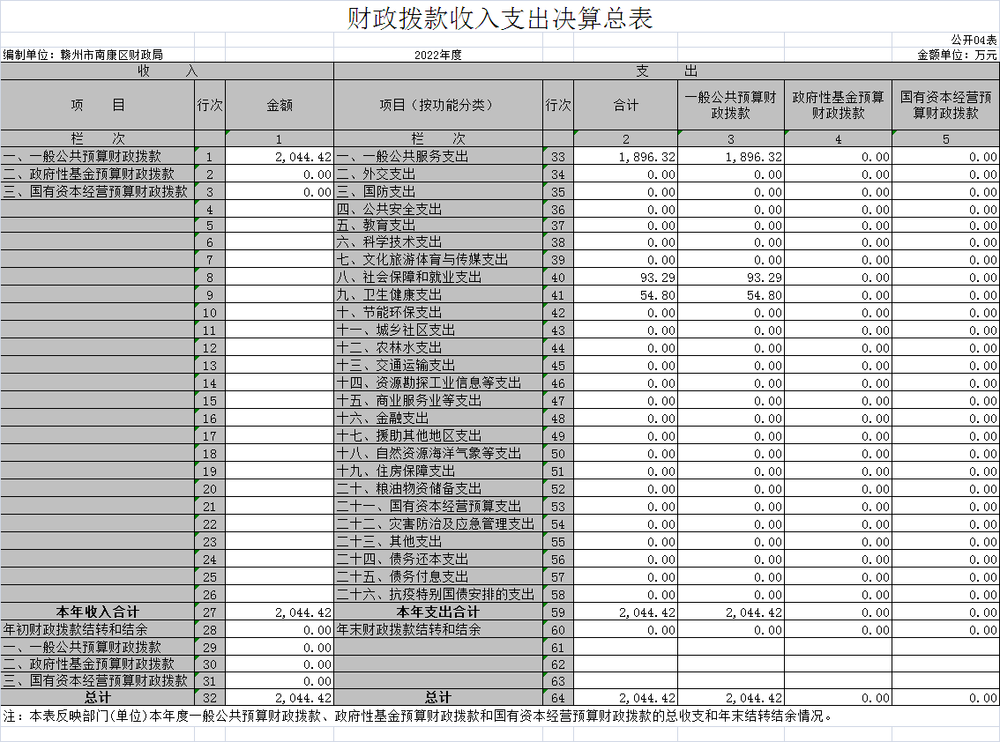 财政拨款收入支出决算总表
公开04表
编制单位：赣州市南康区财政局 2022年度 金额单位：万元
收 入 支 出
项 目 行次 金额 项目（按功能分类） 行次 合计 一般公共预算财政拨款 政府性基金预算财政拨款 国有资本经营预算财政拨款
栏 次 1 栏 次 2 3 4 5
一、一般公共预算财政拨款 1 2,044.42 一、一般公共服务支出 33 1,896.32 1,896.32 0.00 0.00
二、政府性基金预算财政拨款 2 0.00 二、外交支出 34 0.00 0.00 0.00 0.00
三、国有资本经营预算财政拨款 3 0.00 三、国防支出 35 0.00 0.00 0.00 0.00
4 四、公共安全支出 36 0.00 0.00 0.00 0.00
5 五、教育支出 37 0.00 0.00 0.00 0.00
6 六、科学技术支出 38 0.00 0.00 0.00 0.00
7 七、文化旅游体育与传媒支出 39 0.00 0.00 0.00 0.00
8 八、社会保障和就业支出 40 93.29 93.29 0.00 0.00
9 九、卫生健康支出 41 54.80 54.80 0.00 0.00
10 十、节能环保支出 42 0.00 0.00 0.00 0.00
11 十一、城乡社区支出 43 0.00 0.00 0.00 0.00
12 十二、农林水支出 44 0.00 0.00 0.00 0.00
13 十三、交通运输支出 45 0.00 0.00 0.00 0.00
14 十四、资源勘探工业信息等支出 46 0.00 0.00 0.00 0.00
15 十五、商业服务业等支出 47 0.00 0.00 0.00 0.00
16 十六、金融支出 48 0.00 0.00 0.00 0.00
17 十七、援助其他地区支出 49 0.00 0.00 0.00 0.00
18 十八、自然资源海洋气象等支出 50 0.00 0.00 0.00 0.00
19 十九、住房保障支出 51 0.00 0.00 0.00 0.00
20 二十、粮油物资储备支出 52 0.00 0.00 0.00 0.00
21 二十一、国有资本经营预算支出 53 0.00 0.00 0.00 0.00
22 二十二、灾害防治及应急管理支出 54 0.00 0.00 0.00 0.00
23 二十三、其他支出 55 0.00 0.00 0.00 0.00
24 二十四、债务还本支出 56 0.00 0.00 0.00 0.00
25 二十五、债务付息支出 57 0.00 0.00 0.00 0.00
26 二十六、抗疫特别国债安排的支出 58 0.00 0.00 0.00 0.00
本年收入合计 27 2,044.42 本年支出合计 59 2,044.42 2,044.42 0.00 0.00
年初财政拨款结转和结余 28 0.00 年末财政拨款结转和结余 60 0.00 0.00 0.00 0.00
一、一般公共预算财政拨款 29 0.00 61
二、政府性基金预算财政拨款 30 0.00 62
三、国有资本经营预算财政拨款 31 0.00 63
总计 32 2,044.42 总计 64 2,044.42 2,044.42 0.00 0.00
注：本表反映部门(单位)本年度一般公共预算财政拨款、政府性基金预算财政拨款和国有资本经营预算财政拨款的总收支和年末结转结余情况。